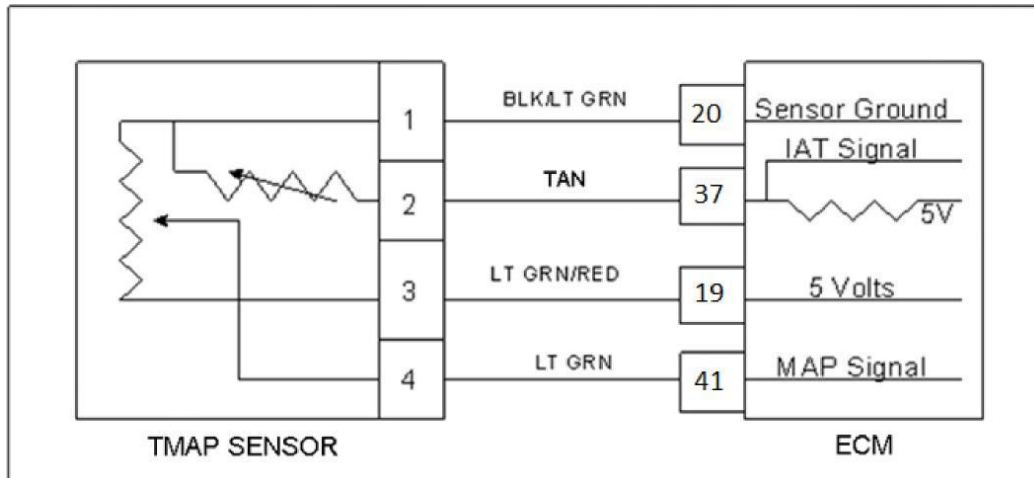 1 BLK/LT GRN 20 Sensor Ground
IAT Signal
2 TAN 37 5V
3 LT GRN/RED 19 5 Volts
4 LT GRN 41 MAP Signal
TMAP SENSOR ECM